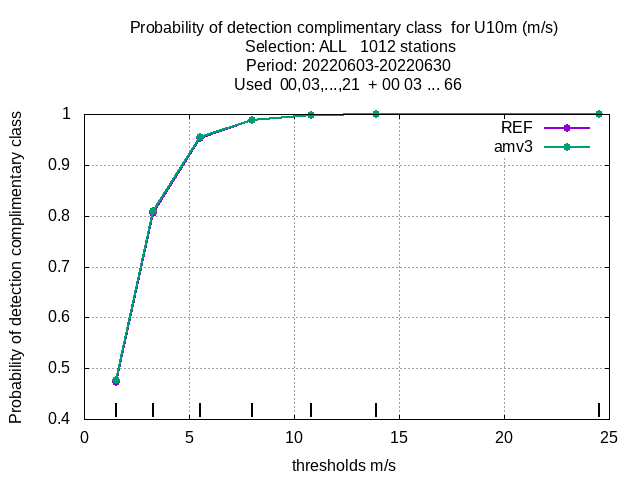 Probability of detection complimentary class  for U10m (m/s)
Selection: ALL   1012 stations
Period: 20220603-20220630
Used  00,03,...,21  + 00 03 ... 66
Probability of detection complimentary class
1
0.9
0.8
0.7
0.6
0.5
0.4
REF
amv3
0
5
10
15
20
25
thresholds m/s